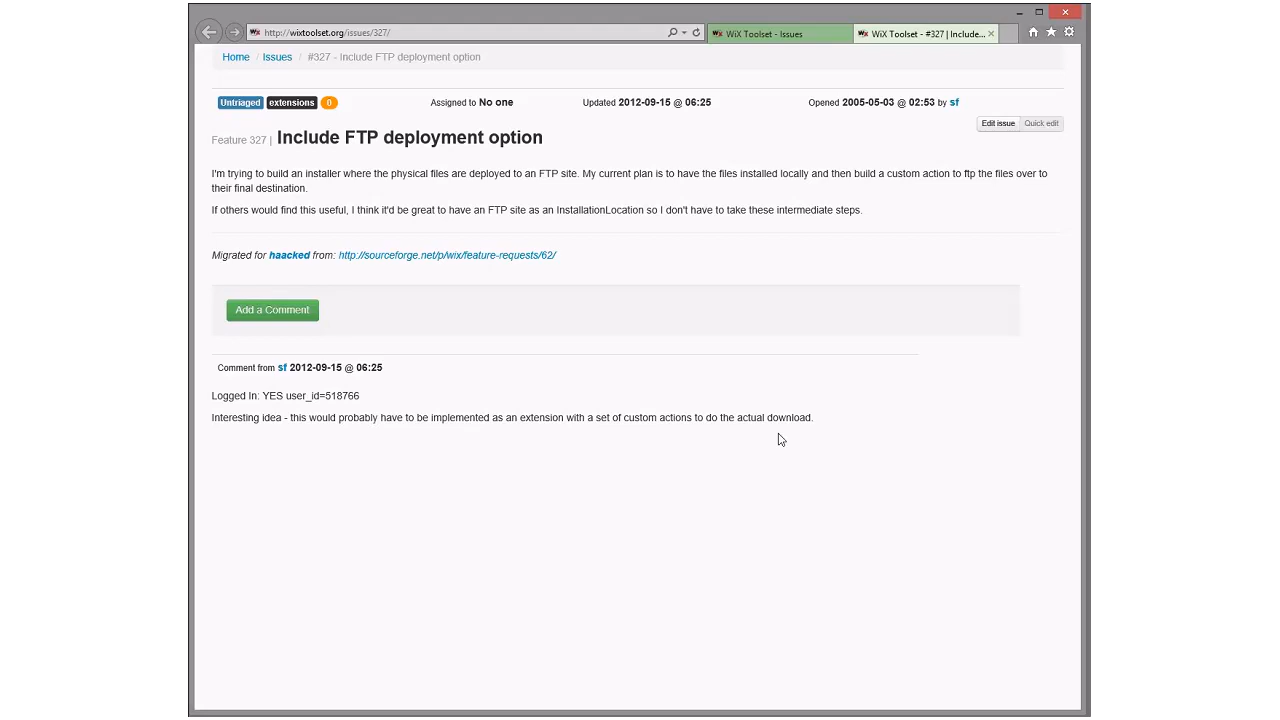 http://wixtoolset.org/issues/327/
WiX Toolset - Issues
WiX Toolset - #327 | Include...
Home / Issues / #327 - Include FTP deployment option
Untriaged extensions 0 Assigned to No one Updated 2012-09-15 @ 06:25 Opened 2005-05-03 @ 02:53 by sf
Edit issue Quick edit
Feature 327 | Include FTP deployment option
I'm trying to build an installer where the physical files are deployed to an FTP site. My current plan is to have the files installed locally and then build a custom action to ftp the files over to
their final destination.
If others would find this useful, I think it'd be great to have an FTP site as an InstallationLocation so I don't have to take these intermediate steps.
Migrated for haacked from: http://sourceforge.net/p/wix/feature-requests/62/
Add a Comment
Comment from sf 2012-09-15 @ 06:25
Logged In: YES user_id=518766
Interesting idea - this would probably have to be implemented as an extension with a set of custom actions to do the actual download.